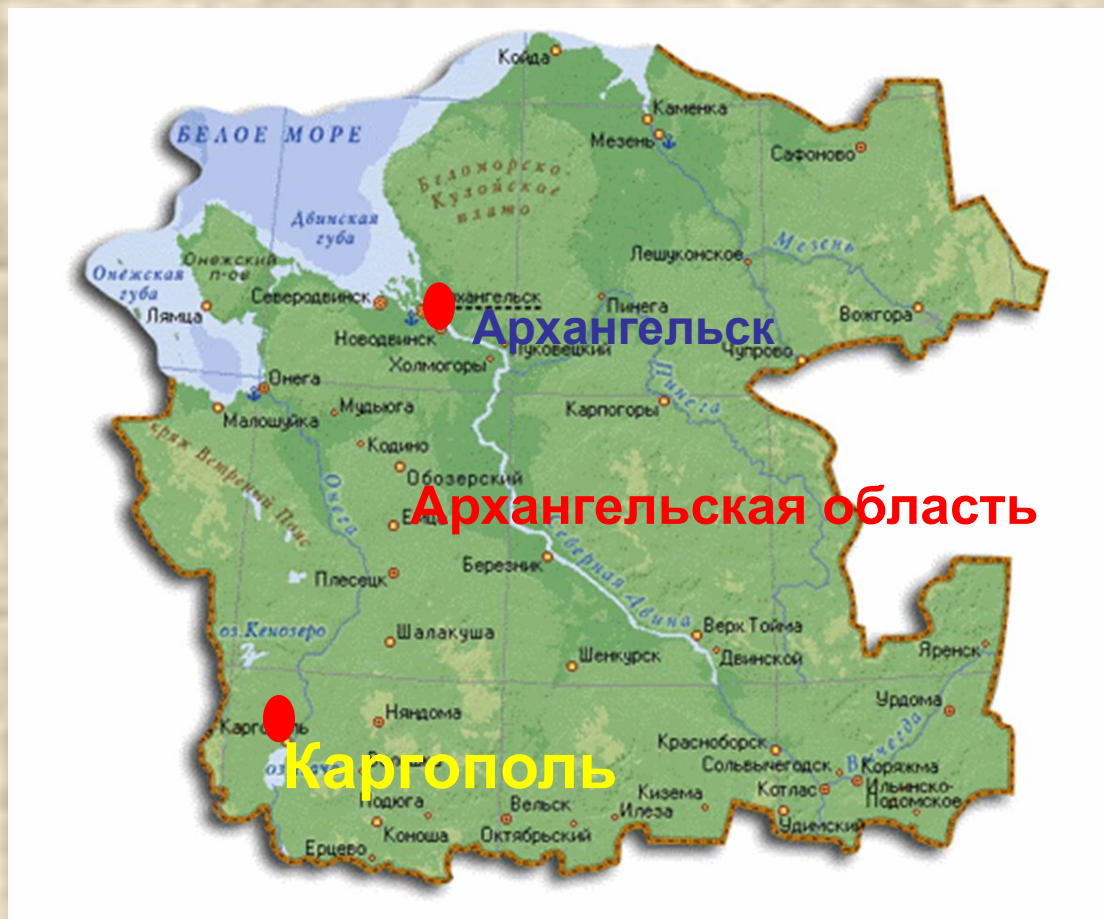 Койда
Каменка
БЕЛОЕ МОРЕ
Мезень
Сафоново
Беломорско-
Кулойское
плато
Двинская
губа
Мезень
Лешуконское
Онежский
п-ов
Онежская
губа
Северодвинск
Пинега
Лямца
Вожгора
Архангельск
Новодвинск
Луковецкий
Чупрово
Холмогоры
Онега
Пинега
Мудьюга
Карпогоры
Малошуйка
кряж Ветреный Пояс
Кодино
Обозерский
Онега
Архангельская область
Северная Двина
Березник
Плесецк
оз.Кенозеро
Шалакуша
Верх.Тойма
Шенкурск
Двинской
Яренск
Урдома
Няндома
Каргополь
Вычегда
Красноборск
Каргополь
Сольвычегодск
Коряжма
Котлас
Ильинско-
Подомское
Кизема
Подюга
Вельск
Илеза
Удимский
Коноша
Октябрьский
Ерцево